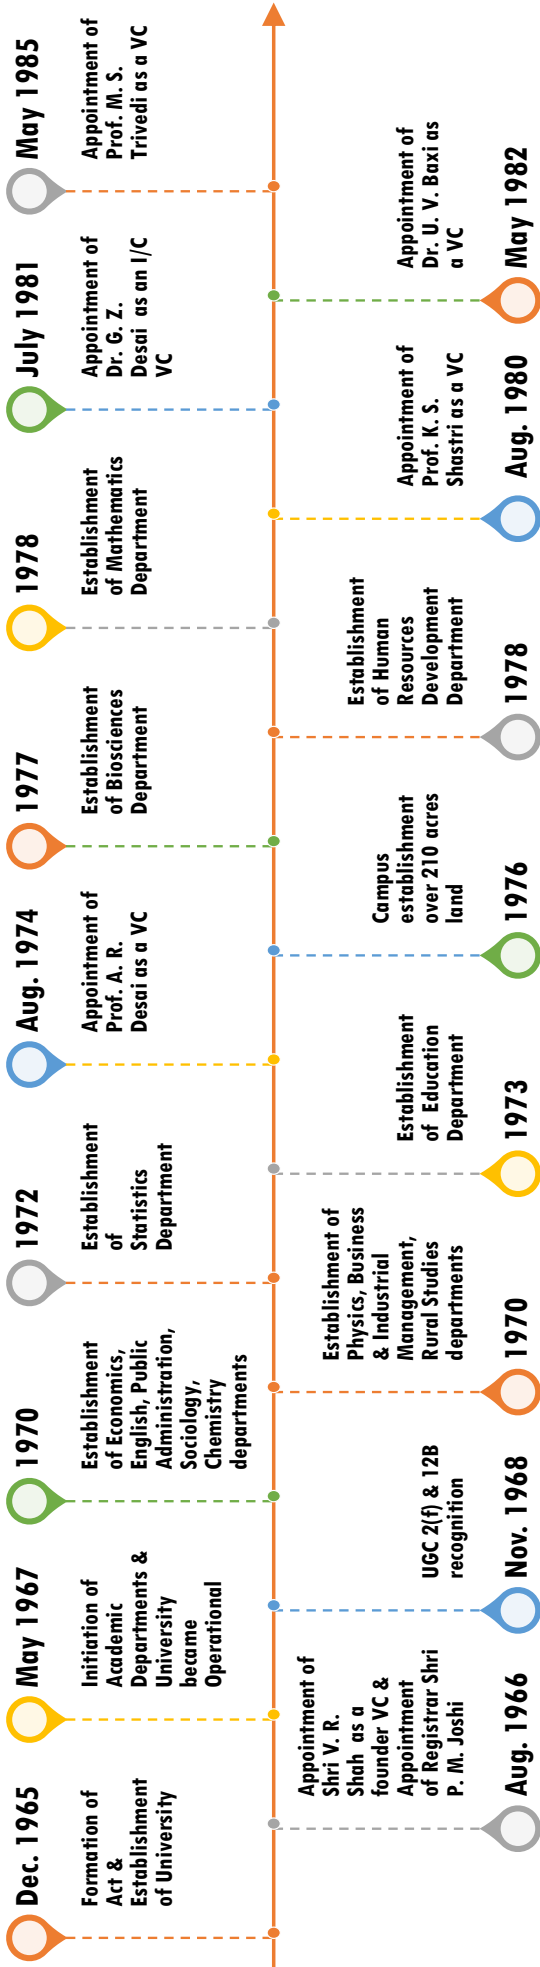 Dec. 1965
Formation of
Act &
Establishment
of University
Aug. 1966
Appointment of
Shri V. R.
Shah as a
founder VC &
Appointment
of Registrar Shri
P. M. Joshi
May 1967
Initiation of
Academic
Departments &
University
became
Operational
Nov. 1968
UGC 2(f) & 12B
recognition
1970
Establishment
of Economics,
English, Public
Administration,
Sociology,
Chemistry
departments
1970
Establishment of
Physics, Business
& Industrial
Management,
Rural Studies
departments
1972
Establishment
of
Statistics
Department
1973
Establishment
of Education
Department
Aug. 1974
Appointment of
Prof. A. R.
Desai as a VC
1976
Campus
establishment
over 210 acres
land
1977
Establishment
of Biosciences
Department
1978
Establishment
of Human
Resources
Development
Department
1978
Establishment
of Mathematics
Department
Aug. 1980
Appointment of
Prof. K. S.
Shastri as a VC
July 1981
Appointment of
Dr. G. Z.
Desai as an I/C
VC
May 1982
Appointment of
Dr. U. V. Baxi as
a VC
May 1985
Appointment of
Prof. M. S.
Trivedi as a VC